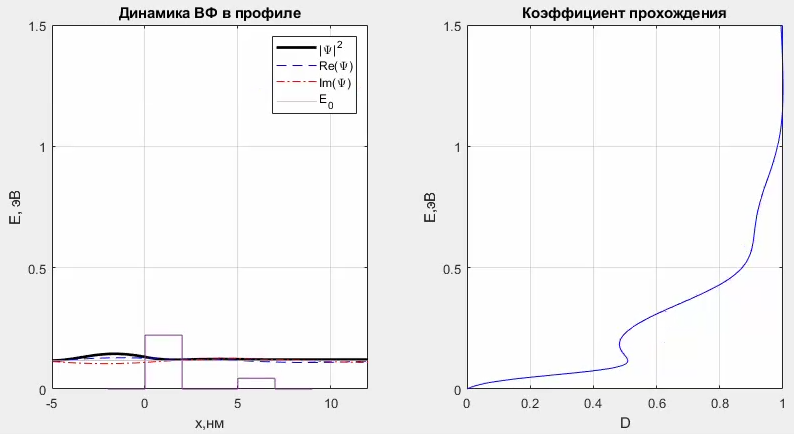 Динамика ВФ в профиле
Коэффициент прохождения
1.5
1
0.5
0
E, эВ
-5
0
5
10
x,нм
|Ψ|²
Re(Ψ)
Im(Ψ)
E₀
1.5
1
0.5
0
E,эВ
0
0.2
0.4
0.6
0.8
1
D